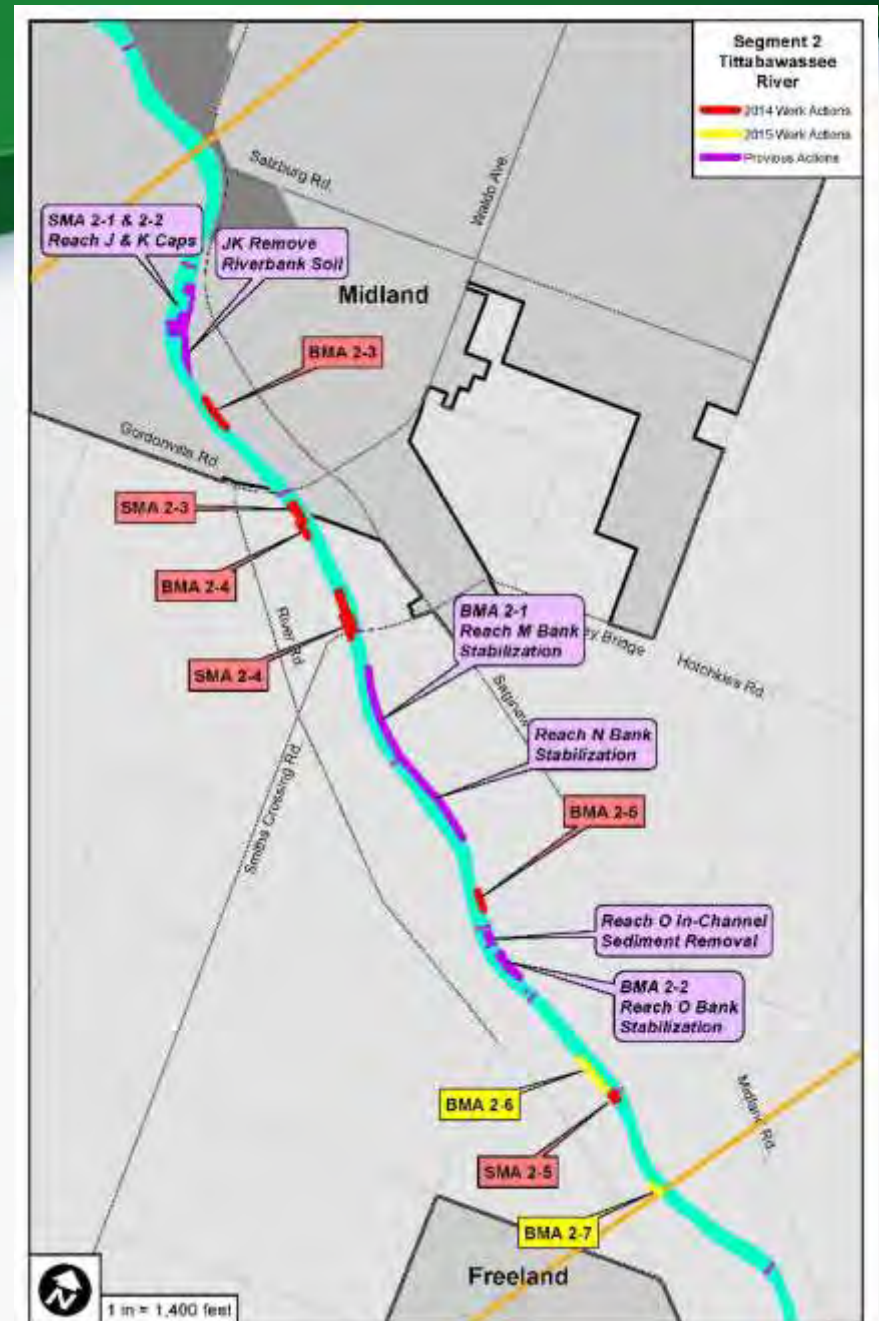 Segment 2
Tittabawassee
River
2014 Work Actions
2015 Work Actions
Previous Actions
Salzburg Rd.
Waldo Ave.
SMA 2-1 & 2-2
Reach J & K Caps
JK Remove
Riverbank Soil
Midland
BMA 2-3
Gordonville Rd.
SMA 2-3
BMA 2-4
River Rd.
SMA 2-4
BMA 2-1
Reach M Bank
Stabilization
ey Bridge
Hotchkiss Rd.
Saginaw
Reach N Bank
Stabilization
Smiths Crossing Rd.
BMA 2-5
Reach O In-Channel
Sediment Removal
BMA 2-2
Reach O Bank
Stabilization
BMA 2-6
Midland Rd.
SMA 2-5
BMA 2-7
Freeland
N
1 in = 1,400 feet